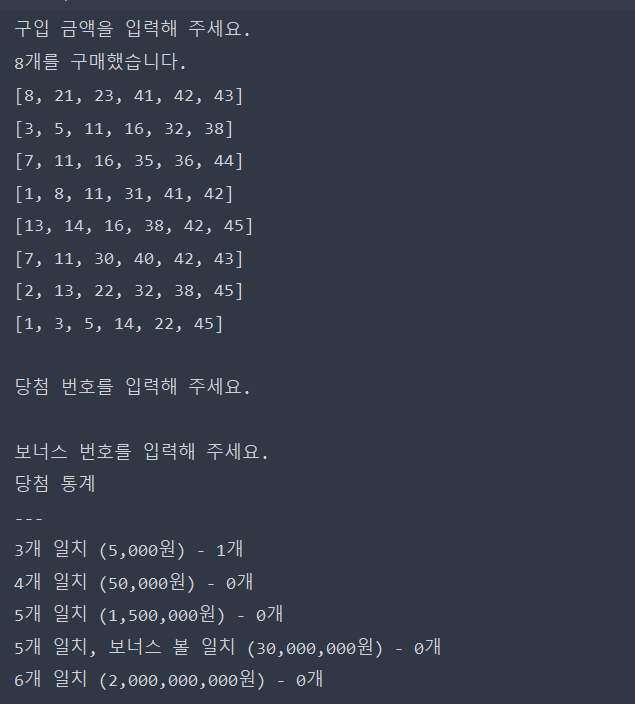 구입 금액을 입력해 주세요.
8개를 구매했습니다.
[8, 21, 23, 41, 42, 43]
[3, 5, 11, 16, 32, 38]
[7, 11, 16, 35, 36, 44]
[1, 8, 11, 31, 41, 42]
[13, 14, 16, 38, 42, 45]
[7, 11, 30, 40, 42, 43]
[2, 13, 22, 32, 38, 45]
[1, 3, 5, 14, 22, 45]
당첨 번호를 입력해 주세요.
보너스 번호를 입력해 주세요.
당첨 통계
---
3개 일치 (5,000원) - 1개
4개 일치 (50,000원) - 0개
5개 일치 (1,500,000원) - 0개
5개 일치, 보너스 볼 일치 (30,000,000원) - 0개
6개 일치 (2,000,000,000원) - 0개